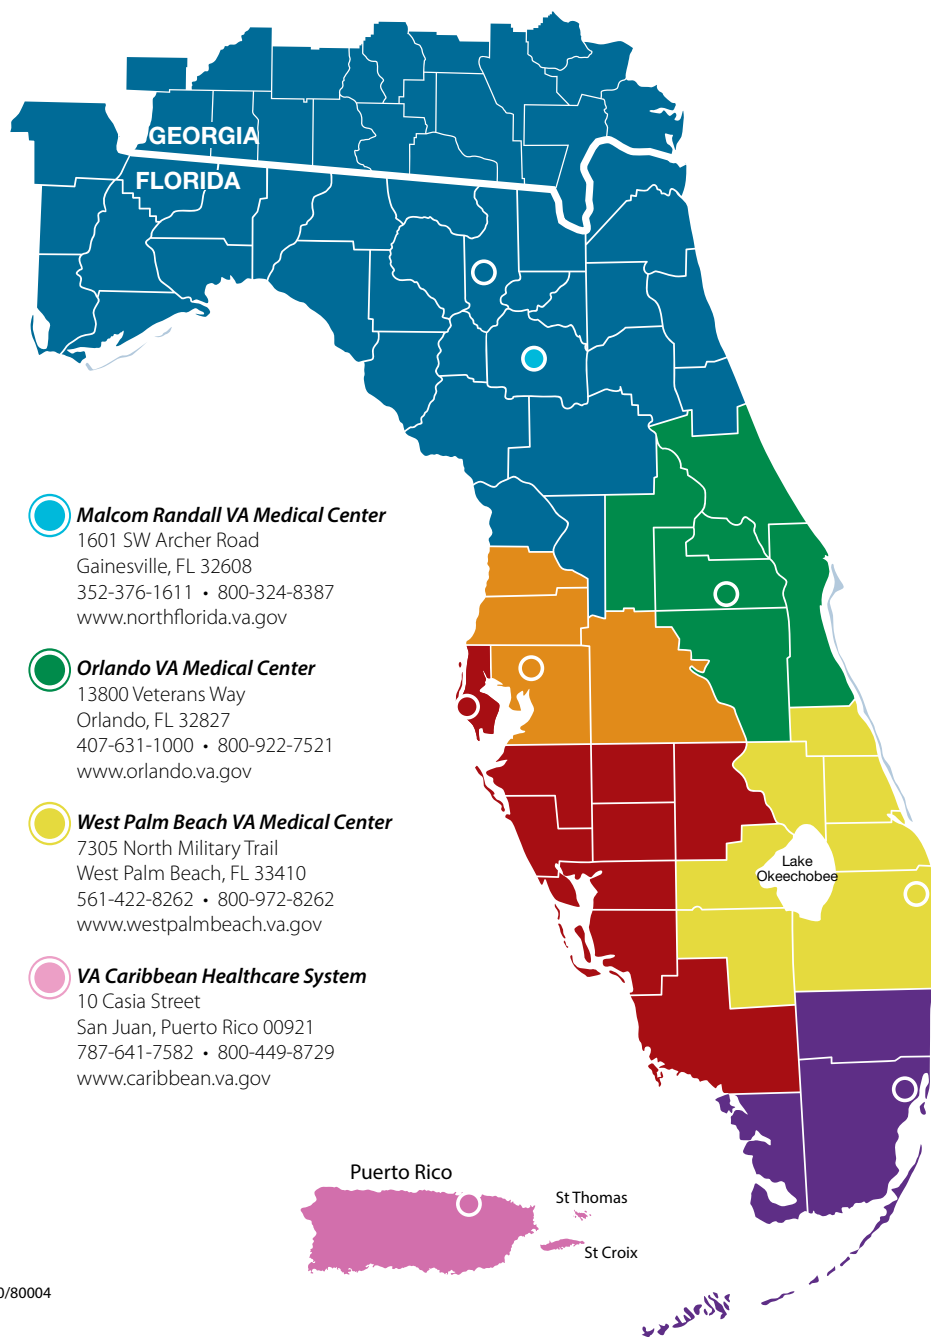 GEORGIA
FLORIDA
Malcom Randall VA Medical Center
1601 SW Archer Road
Gainesville, FL 32608
352-376-1611 • 800-324-8387
www.northflorida.va.gov
Orlando VA Medical Center
13800 Veterans Way
Orlando, FL 32827
407-631-1000 • 800-922-7521
www.orlando.va.gov
West Palm Beach VA Medical Center
7305 North Military Trail
West Palm Beach, FL 33410
561-422-8262 • 800-972-8262
www.westpalmbeach.va.gov
Lake
Okeechobee
VA Caribbean Healthcare System
10 Casia Street
San Juan, Puerto Rico 00921
787-641-7582 • 800-449-8729
www.caribbean.va.gov
Puerto Rico
St Thomas
St Croix
0/80004